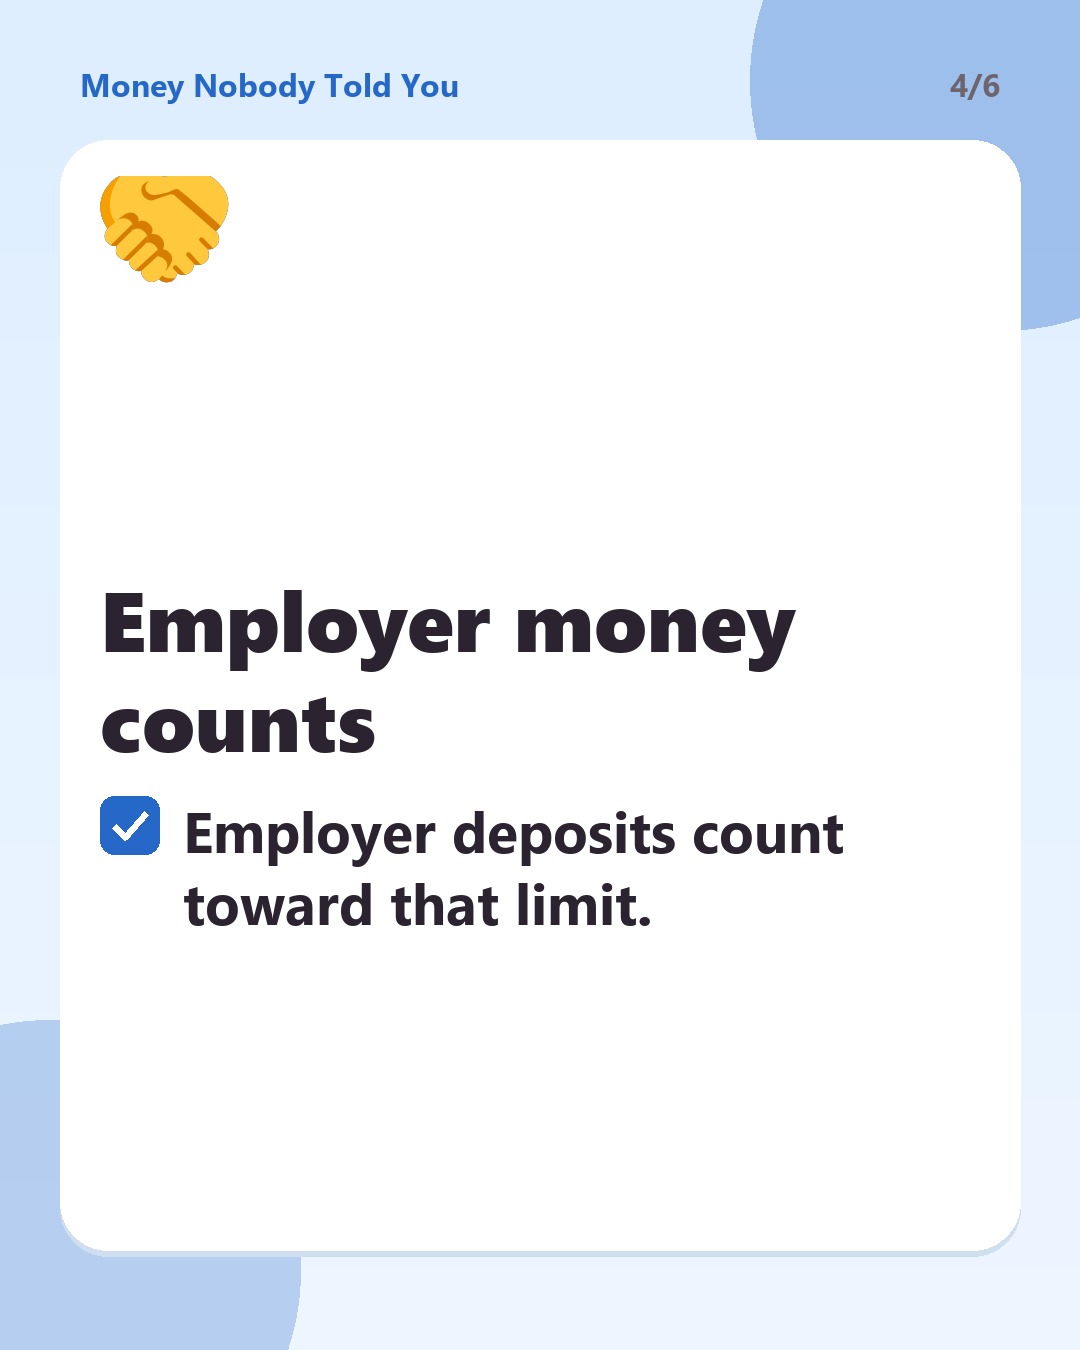 Money Nobody Told You
4/6
Employer money
counts
Employer deposits count
toward that limit.